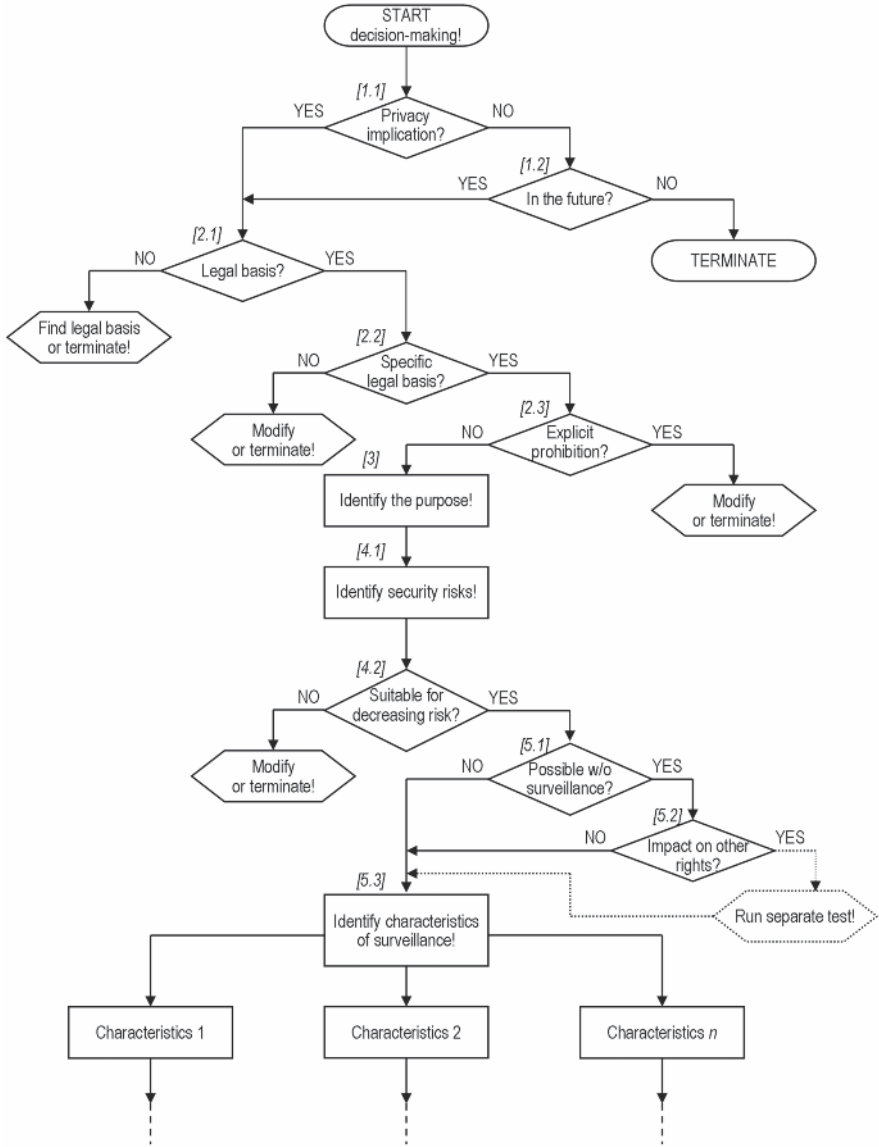 START
decision-making!
[1.1]
YES
NO
Privacy
implication?
[1.2]
YES
NO
In the future?
[2.1]
NO
YES
Legal basis?
TERMINATE
Find legal basis
or terminate!
[2.2]
NO
YES
Specific
legal basis?
[2.3]
NO
YES
Explicit
prohibition?
Modify
or terminate!
[3]
Identify the purpose!
Modify
or terminate!
[4.1]
Identify security risks!
[4.2]
NO
YES
Suitable for
decreasing risk?
[5.1]
NO
YES
Possible w/o
surveillance?
Modify
or terminate!
[5.2]
NO
YES
Impact on other
rights?
[5.3]
Identify characteristics
of surveillance!
Run separate test!
Characteristics 1
Characteristics 2
Characteristics n